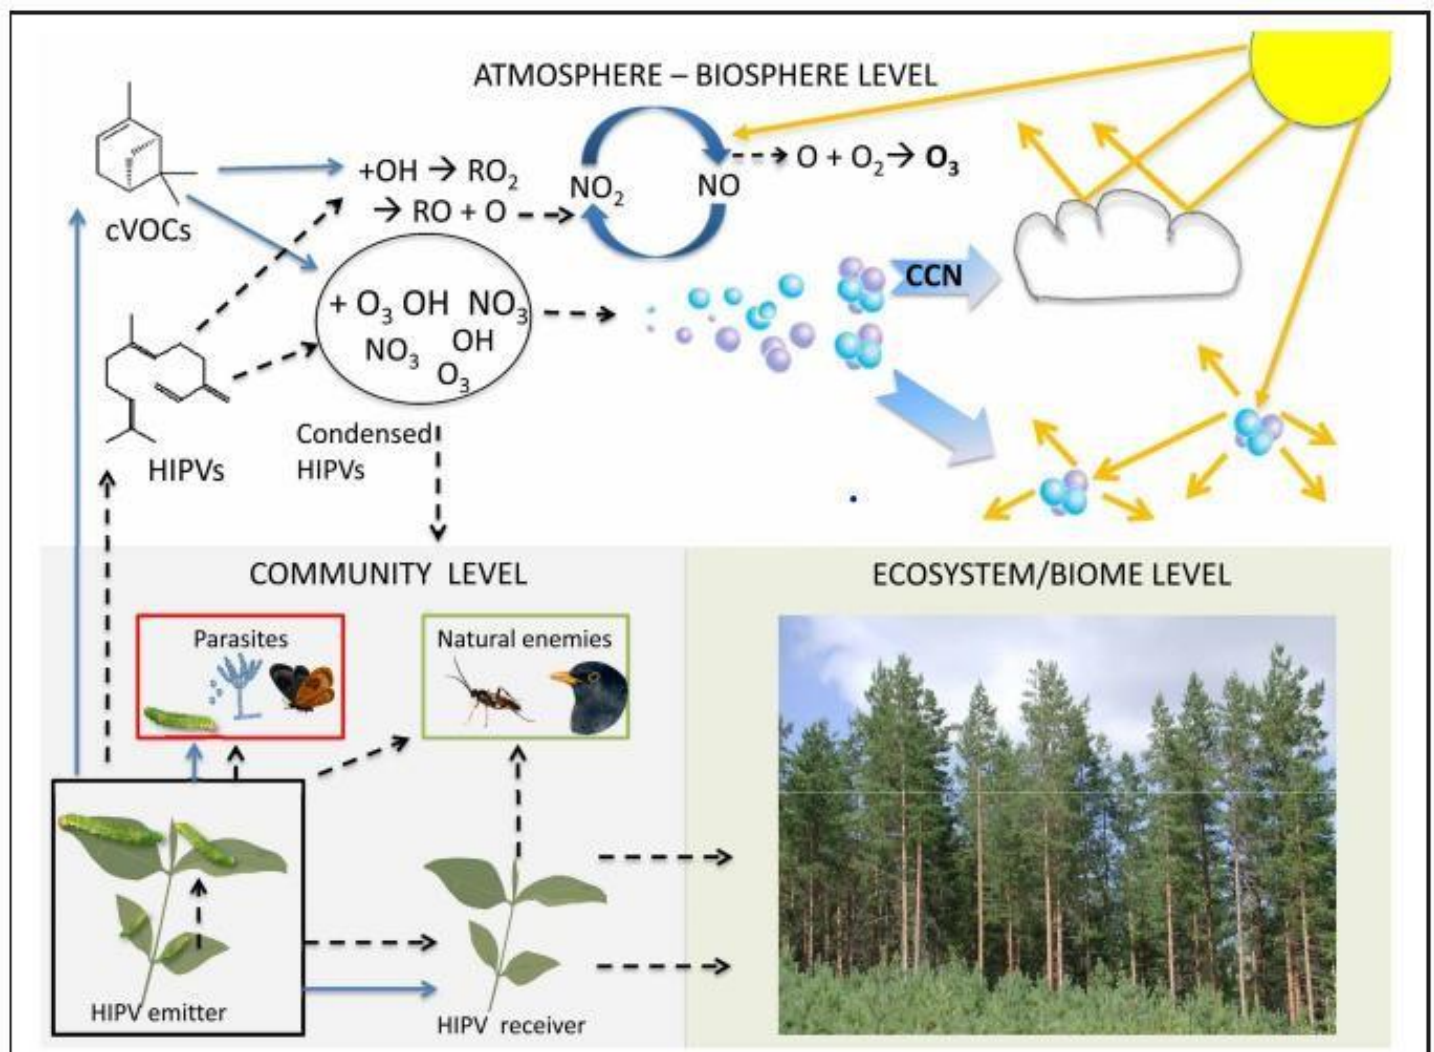 ATMOSPHERE – BIOSPHERE LEVEL
cVOCs
+OH → RO₂
→ RO + O
NO₂
NO
O + O₂ → O₃
+ O₃ OH NO₃
NO₃ OH
O₃
CCN
HIPVs
Condensed
HIPVs
COMMUNITY LEVEL
Parasites
Natural enemies
HIPV emitter
HIPV receiver
ECOSYSTEM/BIOME LEVEL